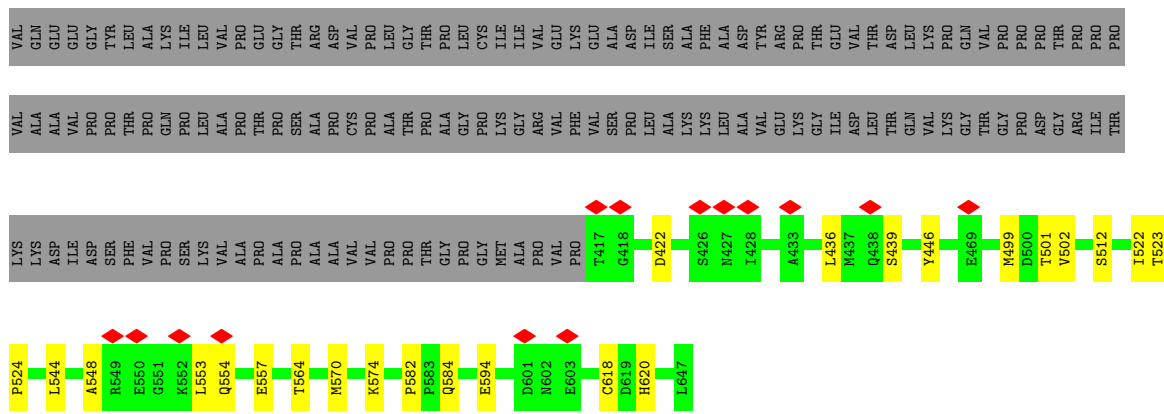 VAL GLN GLU GLU GLY TYR LEU ALA LYS ILE LEU VAL PRO GLU GLY THR ARG ASP VAL PRO LEU GLY THR PRO LEU CYS ILE ILE VAL GLU LYS GLU ALA ASP ILE SER ALA PHE ALA ASP TYR ARG PRO THR GLU VAL THR ASP LEU LYS PRO GLN VAL PRO PRO PRO THR PRO PRO PRO
VAL ALA ALA VAL PRO PRO THR PRO GLN PRO LEU ALA PRO THR PRO SER ALA PRO CYS PRO ALA THR PRO ALA GLY PRO LYS GLY ARG VAL PHE VAL SER PRO LEU ALA LYS LYS LEU ALA VAL GLU LYS GLY ILE ASP LEU THR GLN VAL LYS GLY THR GLY PRO ASP GLY ARG ILE THR
LYS LYS ASP ILE ASP SER PHE VAL PRO SER LYS VAL ALA PRO ALA PRO ALA ALA VAL VAL PRO PRO THR GLY PRO GLY MET ALA PRO VAL PRO T417 G418 D422 S426 N427 I428 A433 L436 M437 Q438 S439 Y446 E469 M499 D500 T501 V502 S512 I522 T523
P524 L544 A548 R549 E550 G551 K552 L553 Q554 E557 T564 M570 K574 P582 P583 Q584 E594 D601 N602 E603 C618 D619 H620 L647